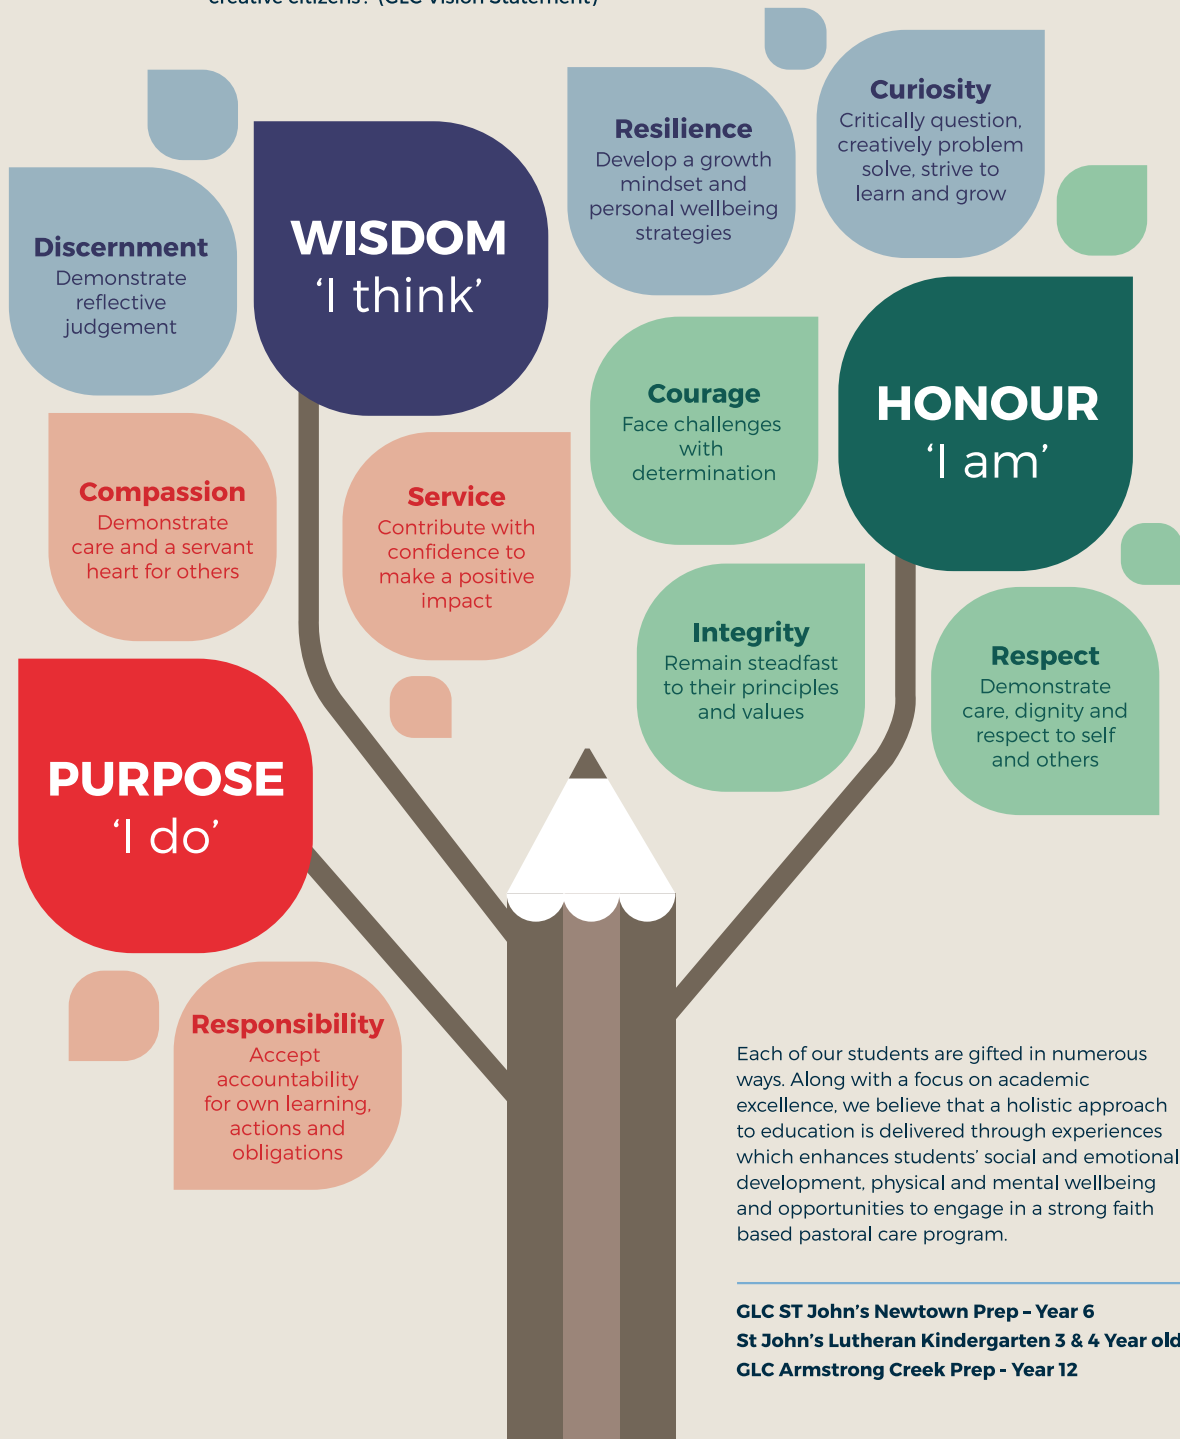 creative citizens? (GLC Vision Statement)
Curiosity
Critically question,
creatively problem
solve, strive to
learn and grow
Resilience
Develop a growth
mindset and
personal wellbeing
strategies
WISDOM
‘I think’
Discernment
Demonstrate
reflective
judgement
Courage
Face challenges
with
determination
HONOUR
‘I am’
Compassion
Demonstrate
care and a servant
heart for others
Service
Contribute with
confidence to
make a positive
impact
Integrity
Remain steadfast
to their principles
and values
Respect
Demonstrate
care, dignity and
respect to self
and others
PURPOSE
‘I do’
Responsibility
Accept
accountability
for own learning,
actions and
obligations
Each of our students are gifted in numerous
ways. Along with a focus on academic
excellence, we believe that a holistic approach
to education is delivered through experiences
which enhances students’ social and emotional
development, physical and mental wellbeing
and opportunities to engage in a strong faith
based pastoral care program.
GLC ST John’s Newtown Prep – Year 6
St John’s Lutheran Kindergarten 3 & 4 Year old
GLC Armstrong Creek Prep - Year 12